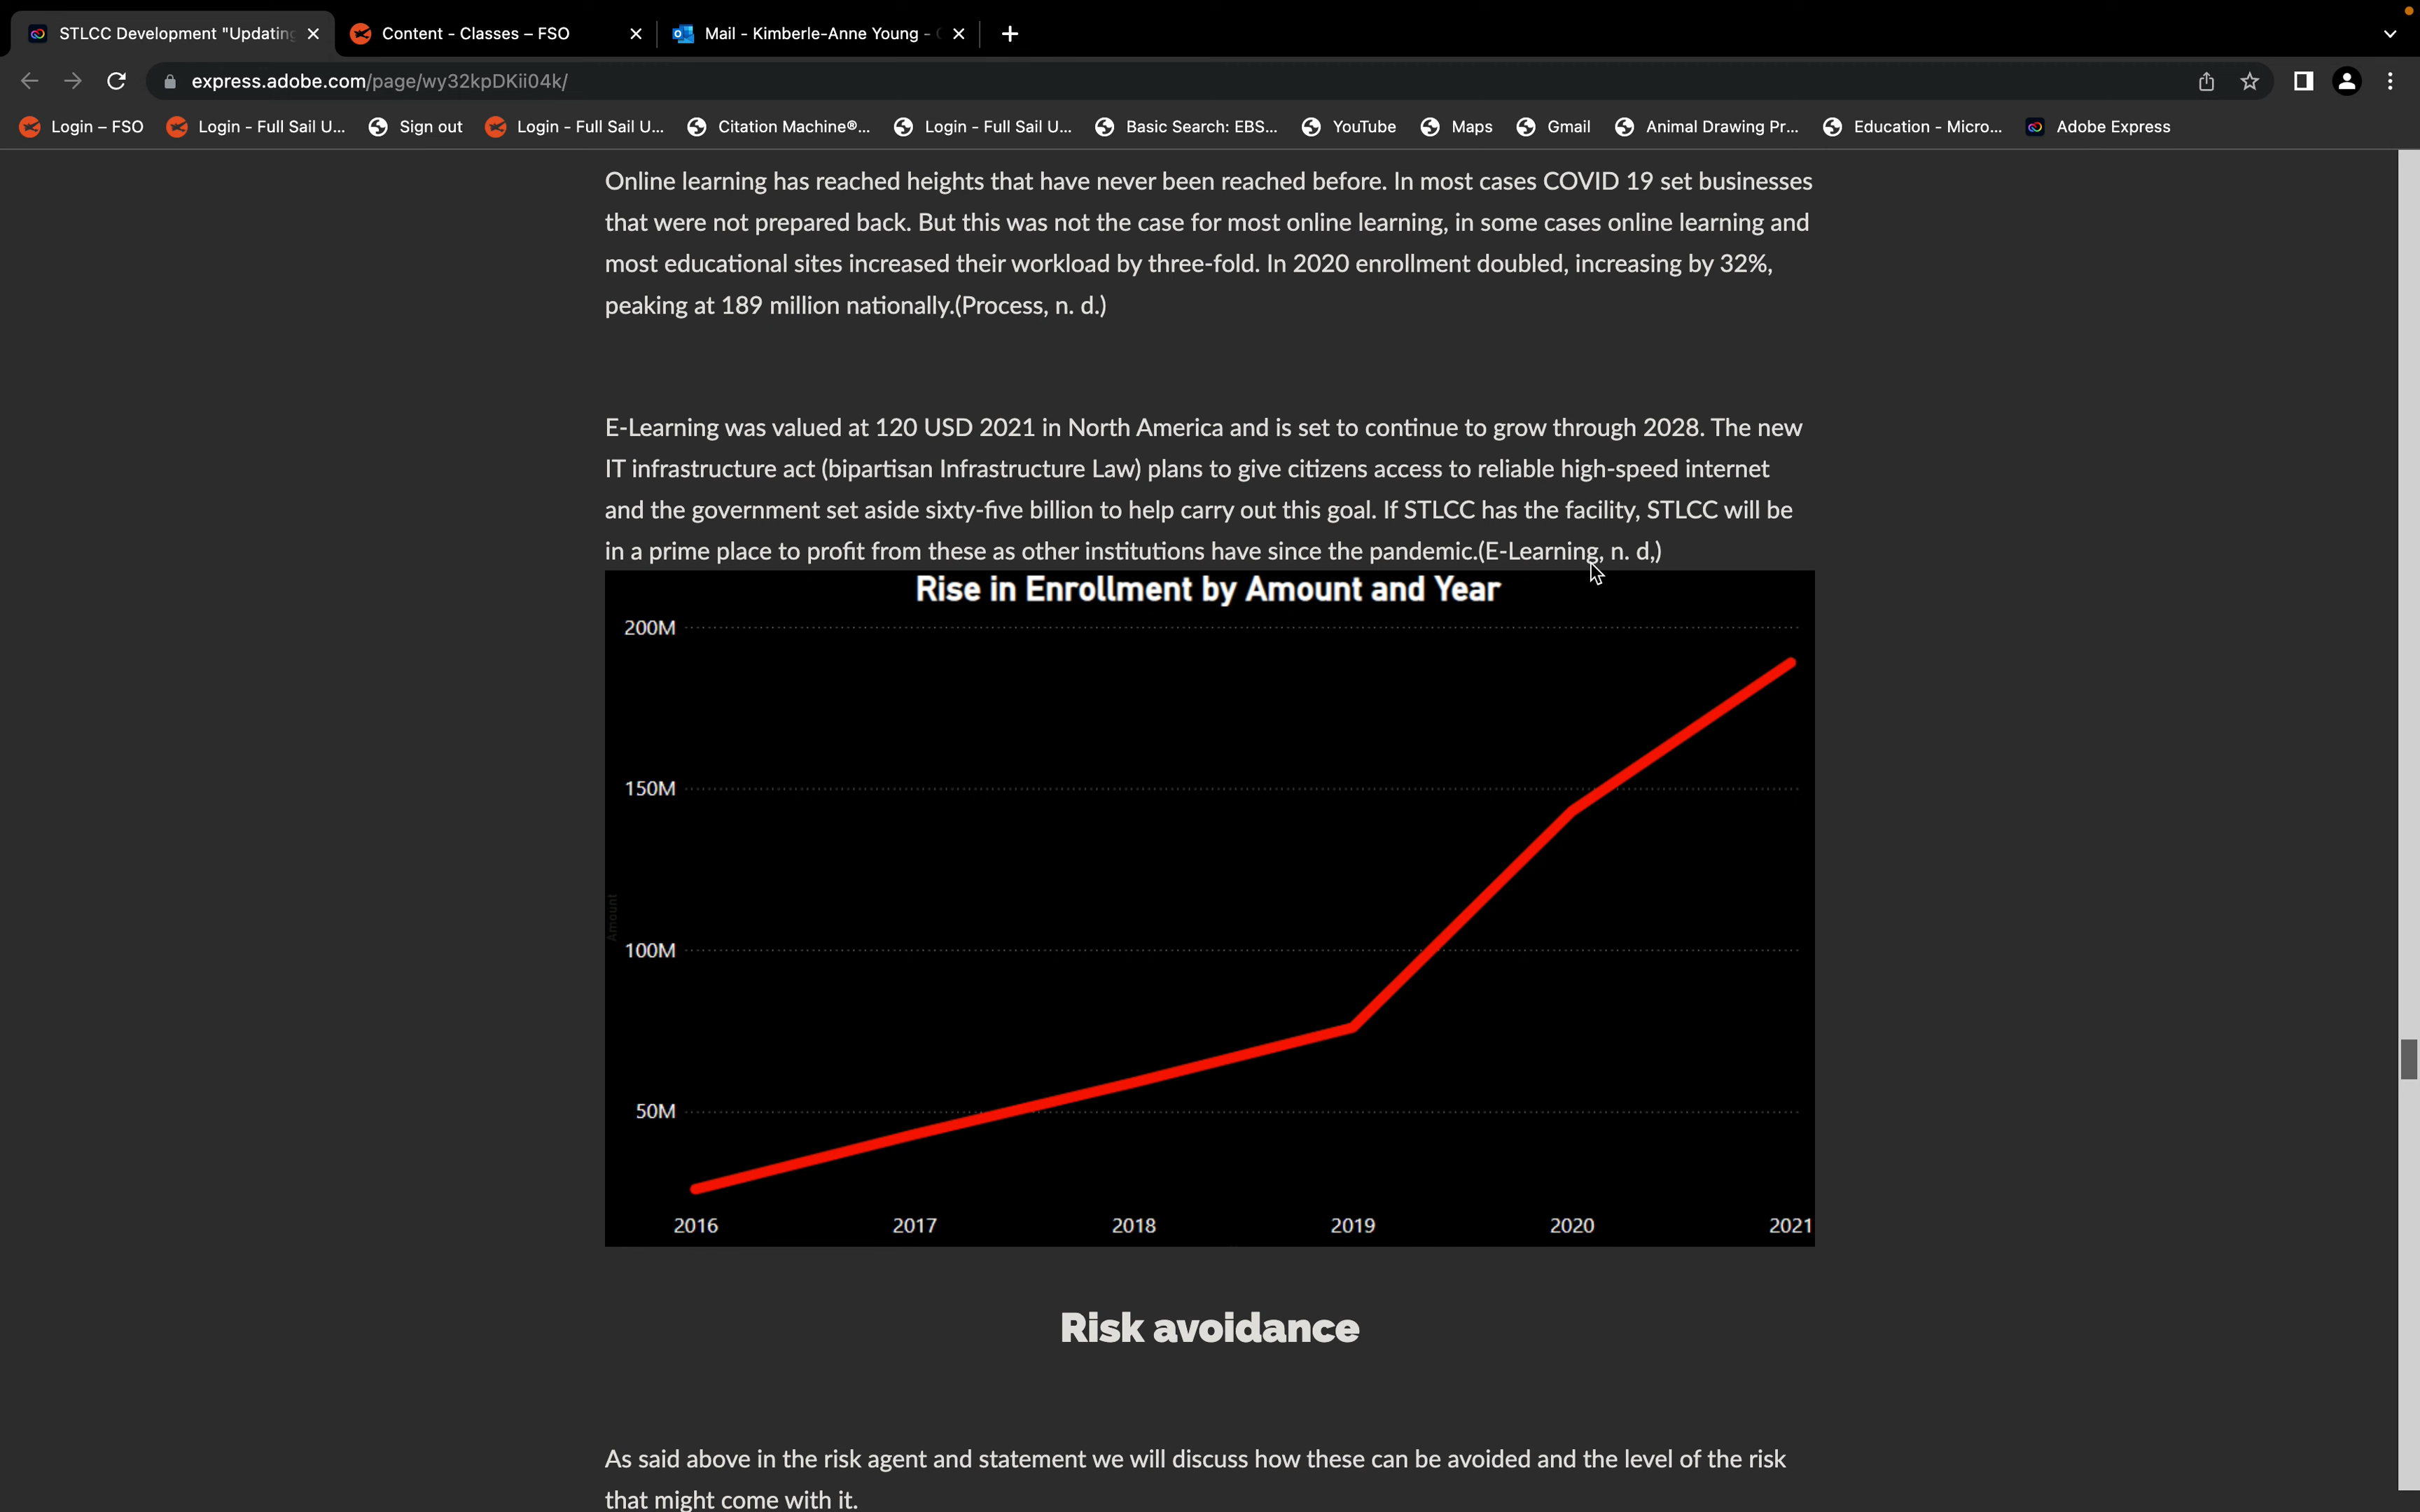 STLCC Development "Updating
Content - Classes – FSO
Mail - Kimberle-Anne Young -
express.adobe.com/page/wy32kpDKii04k/
Login – FSO
Login - Full Sail U...
Sign out
Login - Full Sail U...
Citation Machine®...
Login - Full Sail U...
Basic Search: EBS...
YouTube
Maps
Gmail
Animal Drawing Pr...
Education - Micro...
Adobe Express
Online learning has reached heights that have never been reached before. In most cases COVID 19 set businesses
that were not prepared back. But this was not the case for most online learning, in some cases online learning and
most educational sites increased their workload by three-fold. In 2020 enrollment doubled, increasing by 32%,
peaking at 189 million nationally.(Process, n. d.)
E-Learning was valued at 120 USD 2021 in North America and is set to continue to grow through 2028. The new
IT infrastructure act (bipartisan Infrastructure Law) plans to give citizens access to reliable high-speed internet
and the government set aside sixty-five billion to help carry out this goal. If STLCC has the facility, STLCC will be
in a prime place to profit from these as other institutions have since the pandemic.(E-Learning, n. d,)
Rise in Enrollment by Amount and Year
200M
150M
100M
50M
Amount
2016
2017
2018
2019
2020
2021
Risk avoidance
As said above in the risk agent and statement we will discuss how these can be avoided and the level of the risk
that might come with it.